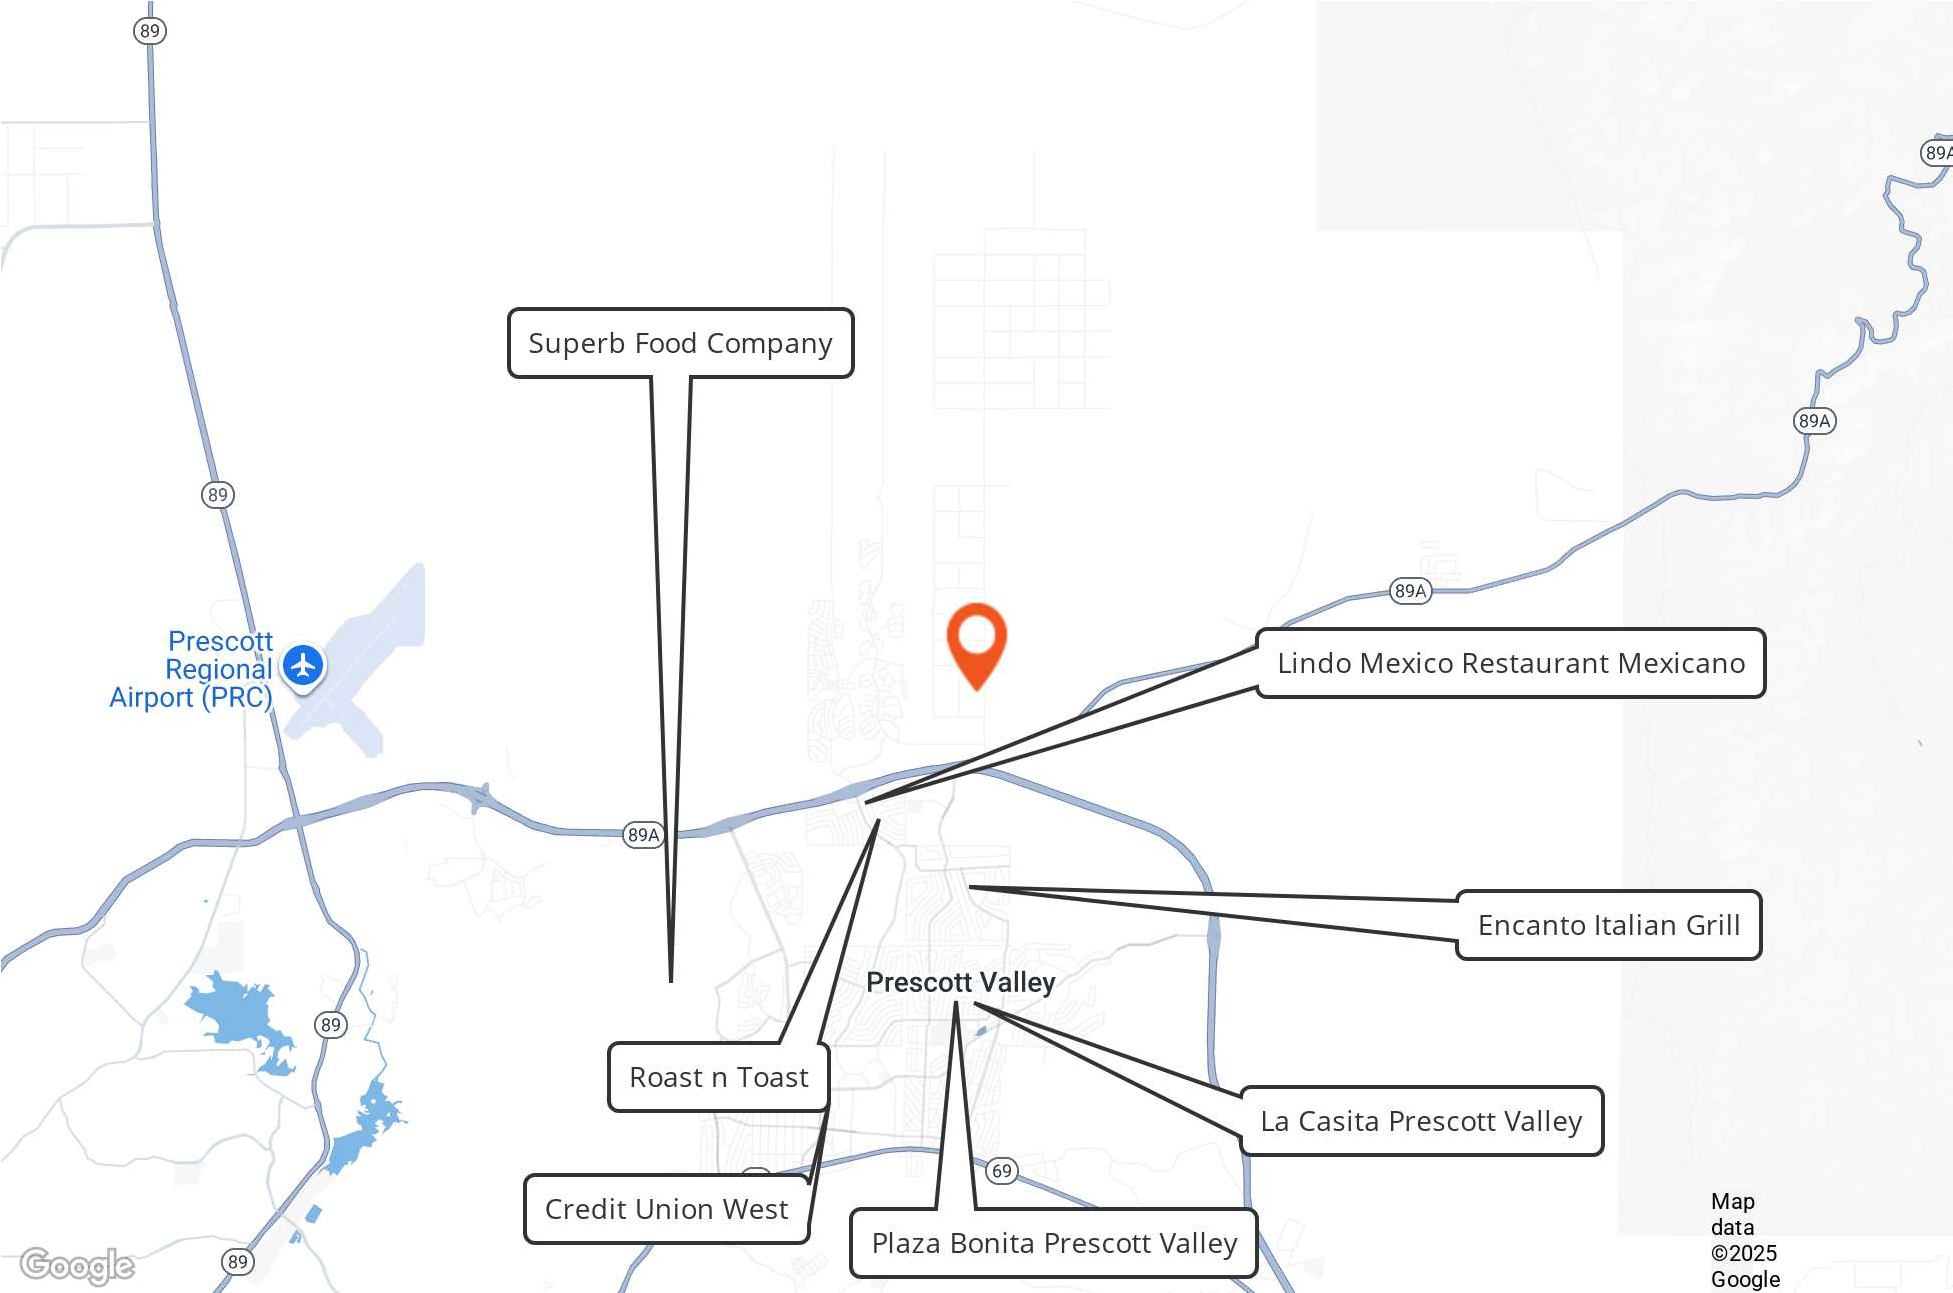 89
89A
Superb Food Company
89A
89
89A
Prescott
Regional
Airport (PRC)
Lindo Mexico Restaurant Mexicano
89A
Encanto Italian Grill
Prescott Valley
89
Roast n Toast
La Casita Prescott Valley
69
Credit Union West
Plaza Bonita Prescott Valley
Map
data
©2025
Google
89
Google